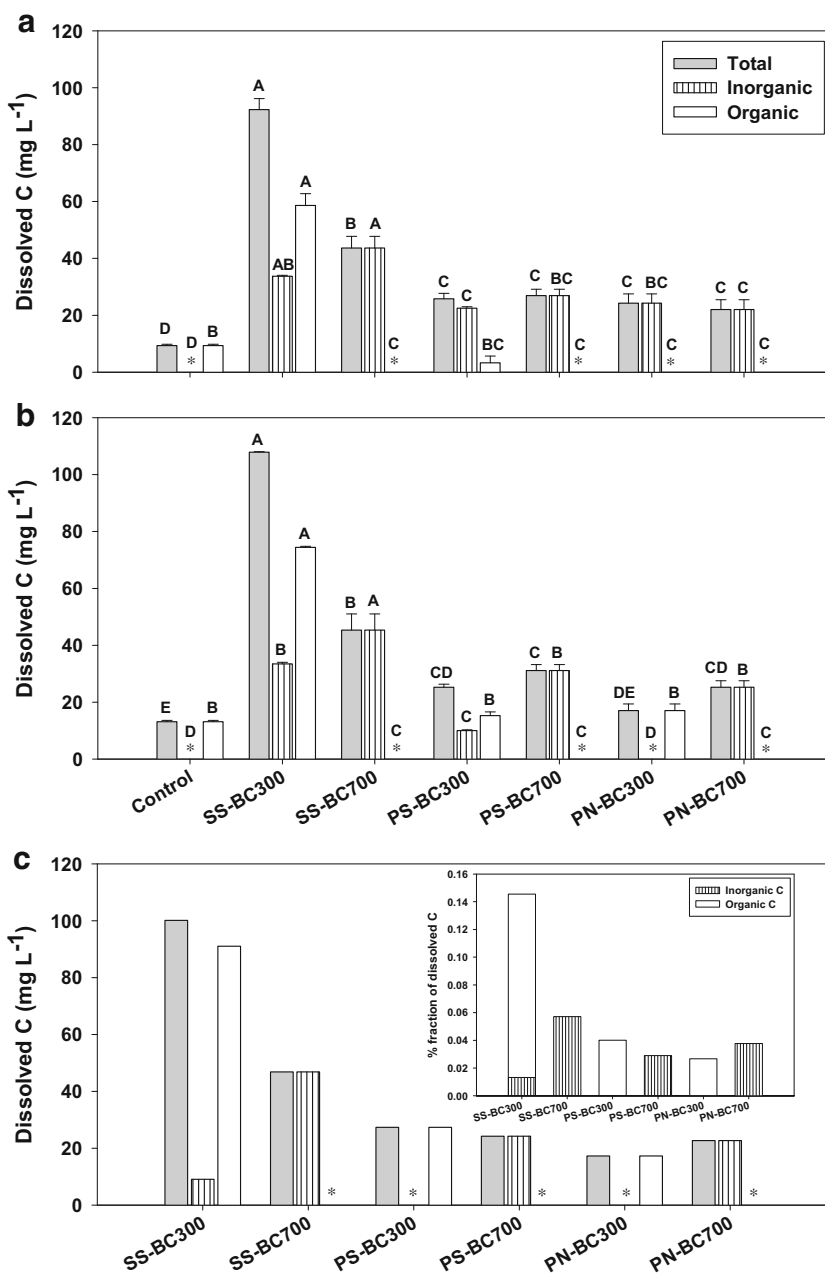 a
120
100
80
60
40
20
0
Dissolved C (mg L⁻¹)
Total
Inorganic
Organic
D
D
*
B
A
AB
A
B
A
C
*
C
C
BC
C
BC
C
*
C
BC
C
*
C
C
C
*
b
120
100
80
60
40
20
0
Dissolved C (mg L⁻¹)
E
D
*
B
A
B
A
B
A
C
*
CD
C
B
C
B
C
*
DE
D
*
B
CD
B
C
*
Control
SS-BC300
SS-BC700
PS-BC300
PS-BC700
PN-BC300
PN-BC700
c
120
100
80
60
40
20
0
Dissolved C (mg L⁻¹)
*
*
*
*
*
SS-BC300
SS-BC700
PS-BC300
PS-BC700
PN-BC300
PN-BC700
0.16
0.14
0.12
0.10
0.08
0.06
0.04
0.02
0.00
% fraction of dissolved C
Inorganic C
Organic C
SS-BC300
SS-BC700
PS-BC300
PS-BC700
PN-BC300
PN-BC700